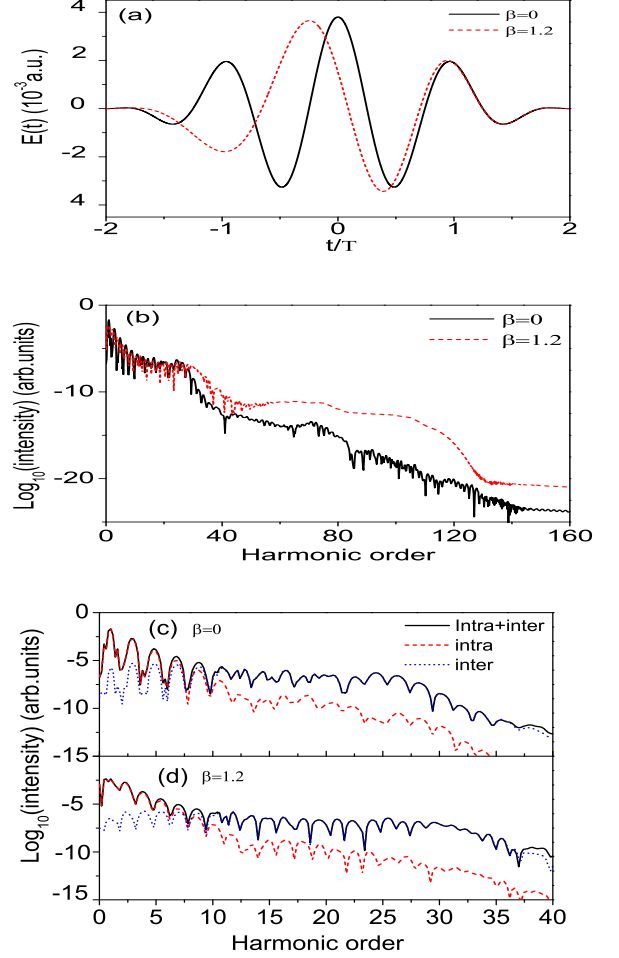 (a)
β=0
β=1.2
4
2
0
-2
4
E(t) (10⁻³a.u.)
-2 -1 0 1 2
t/T
(b)
β=0
β=1.2
0
-10
-20
Log₁₀(intensity) (arb.units)
0 40 80 120 160
Harmonic order
(c) β=0
Intra+inter
intra
inter
0
-5
-10
-15
(d) β=1.2
-5
-10
-15
Log₁₀(intensity) (arb.units)
0 5 10 15 20 25 30 35 40
Harmonic order